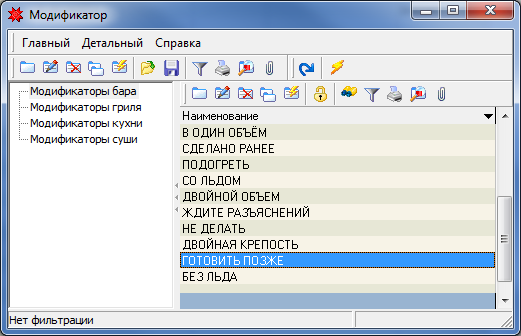 Модификатор
Главный Детальный Справка
Модификаторы бара
Модификаторы гриля
Модификаторы кухни
Модификаторы суши
Наименование
В ОДИН ОБЪЁМ
СДЕЛАНО РАНЕЕ
ПОДОГРЕТЬ
СО ЛЬДОМ
ДВОЙНОЙ ОБЪЕМ
ЖДИТЕ РАЗЪЯСНЕНИЙ
НЕ ДЕЛАТЬ
ДВОЙНАЯ КРЕПОСТЬ
ГОТОВИТЬ ПОЗЖЕ
БЕЗ ЛЬДА
Нет фильтрации